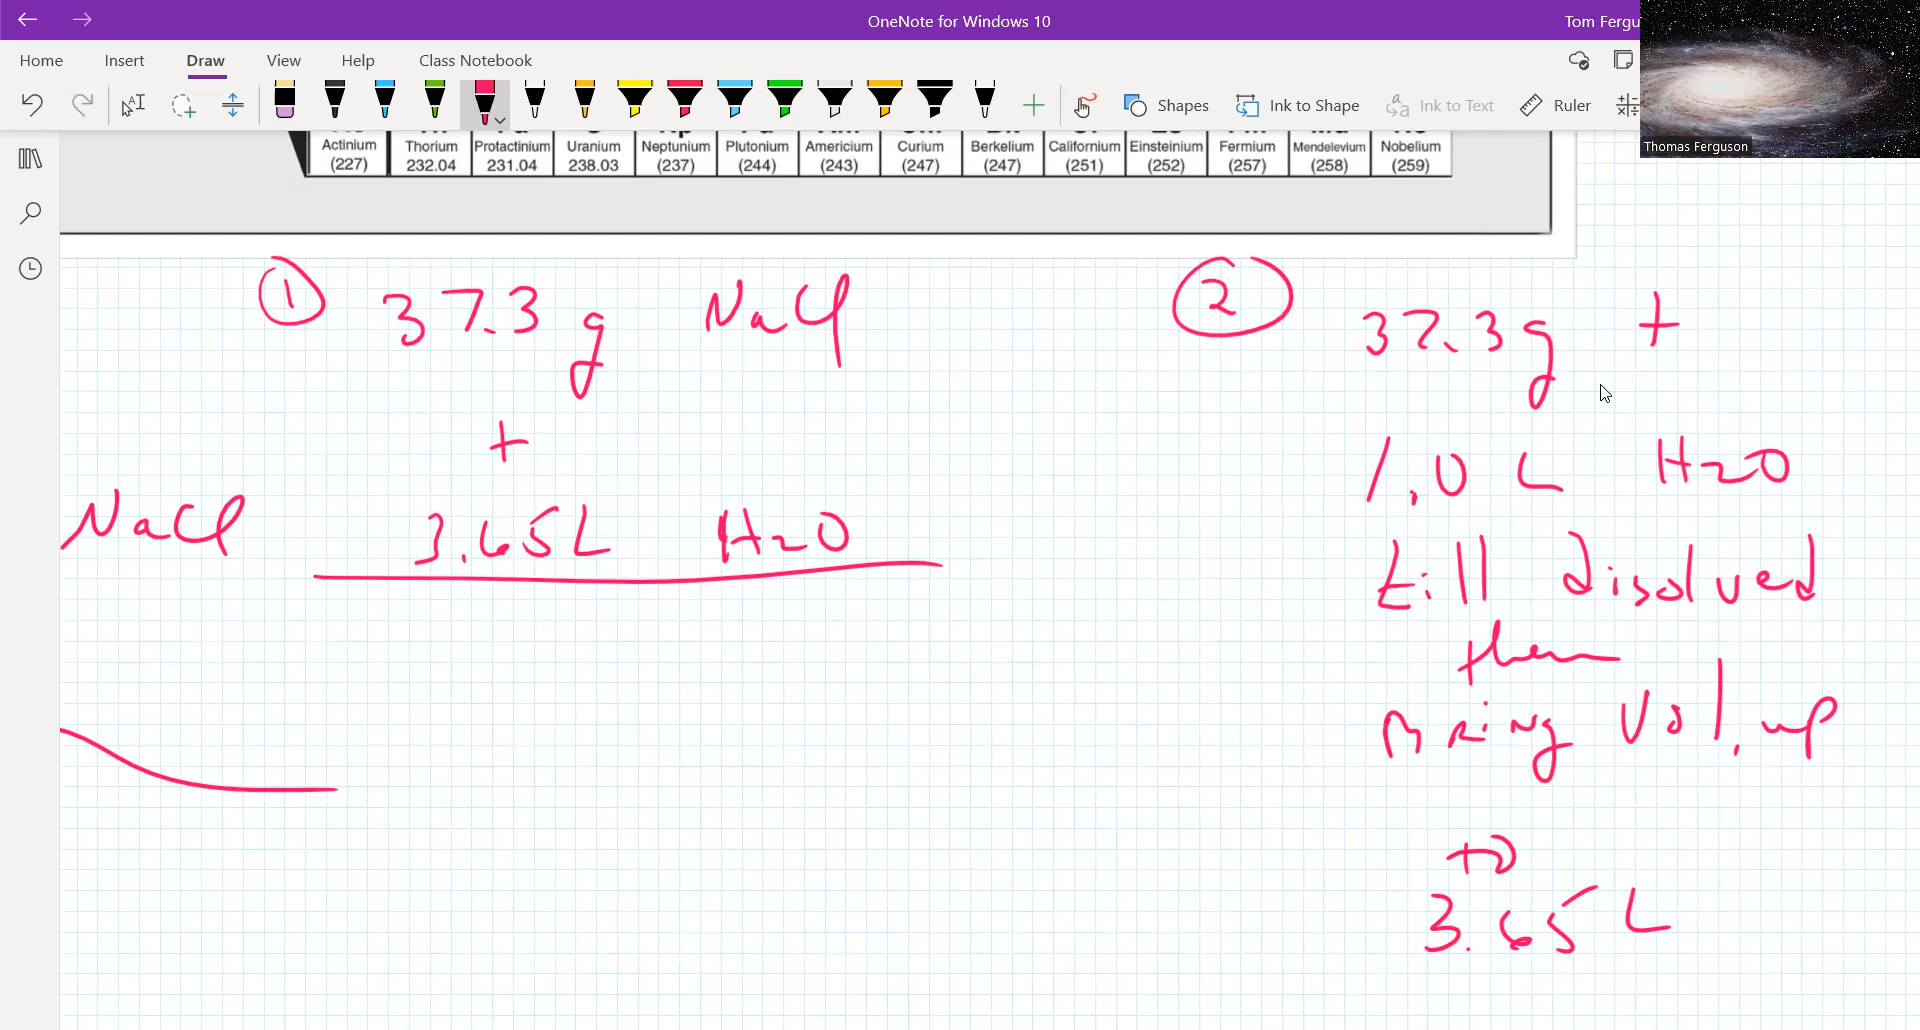 OneNote for Windows 10
Tom Fergu
Home Insert Draw View Help Class Notebook
Shapes Ink to Shape Ink to Text Ruler
Thomas Ferguson
Actinium Thorium Protactinium Uranium Neptunium Plutonium Americium Curium Berkelium Californium Einsteinium Fermium Mendelevium Nobelium
(227) 232.04 231.04 238.03 (237) (244) (243) (247) (247) (251) (252) (257) (258) (259)
① 37.3 g NaCl
+
NaCl 3.65 L H2O
② 37.3 g +
1.0 L H2O
till disolved
then
Bring Vol. up
to
3.65 L